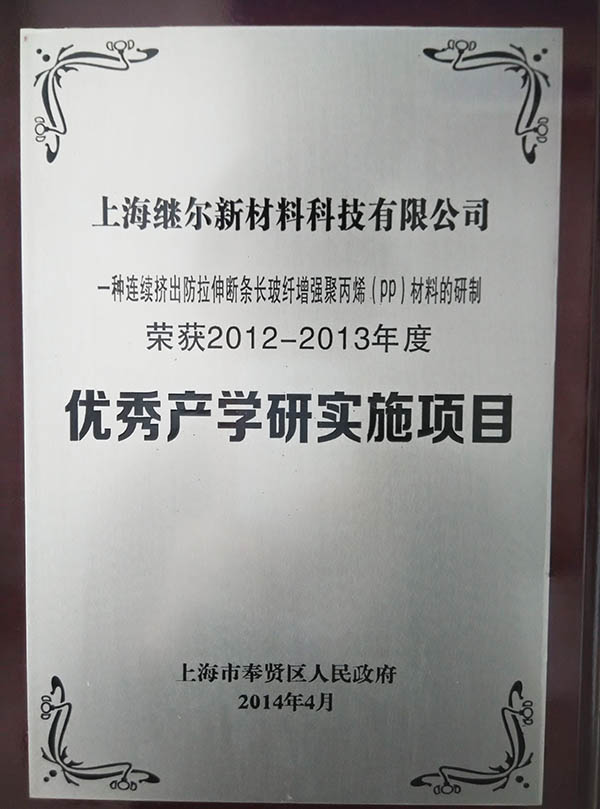 上海继尔新材料科技有限公司
一种连续挤出防拉伸断条长玻纤增强聚丙烯(PP)材料的研制
荣获2012-2013年度
优秀产学研实施项目
上海市奉贤区人民政府
2014年4月